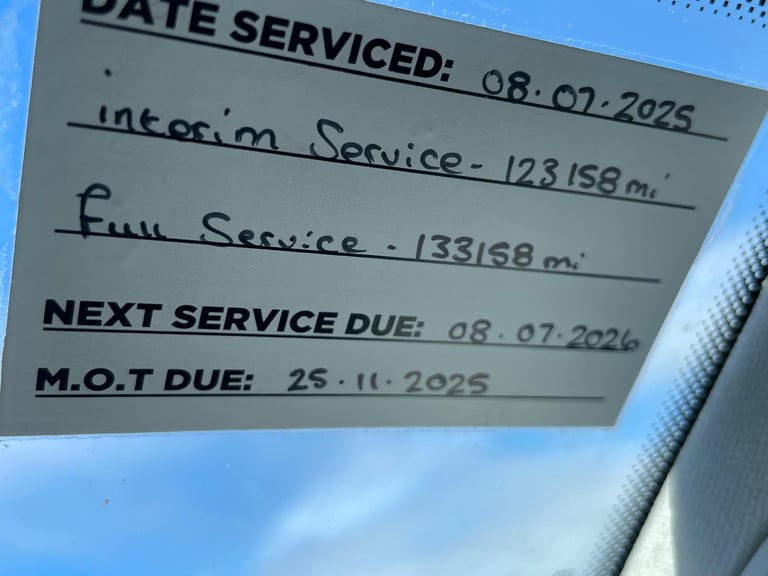 DATE SERVICED: 08.07.2025
interim Service - 123158 mi
Full Service - 133158 mi
NEXT SERVICE DUE: 08.07.2026
M.O.T DUE: 25.11.2025